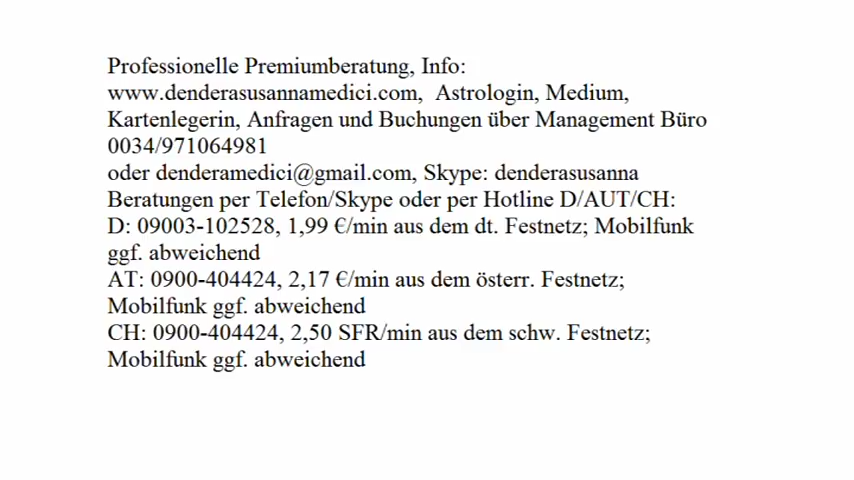 Professionelle Premiumberatung, Info:
www.denderasusannamedici.com,  Astrologin, Medium,
Kartenlegerin, Anfragen und Buchungen über Management Büro
0034/971064981
oder denderamedici@gmail.com, Skype: denderasusanna
Beratungen per Telefon/Skype oder per Hotline D/AUT/CH:
D: 09003-102528, 1,99 €/min aus dem dt. Festnetz; Mobilfunk
ggf. abweichend
AT: 0900-404424, 2,17 €/min aus dem österr. Festnetz;
Mobilfunk ggf. abweichend
CH: 0900-404424, 2,50 SFR/min aus dem schw. Festnetz;
Mobilfunk ggf. abweichend